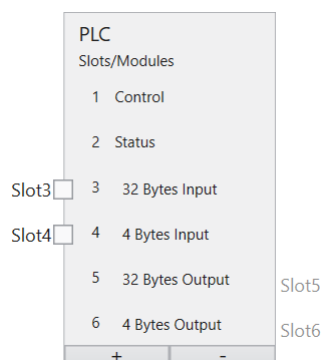 PLC
Slots/Modules
1 Control
2 Status
Slot3 3 32 Bytes Input
Slot4 4 4 Bytes Input
5 32 Bytes Output Slot5
6 4 Bytes Output Slot6
+ -